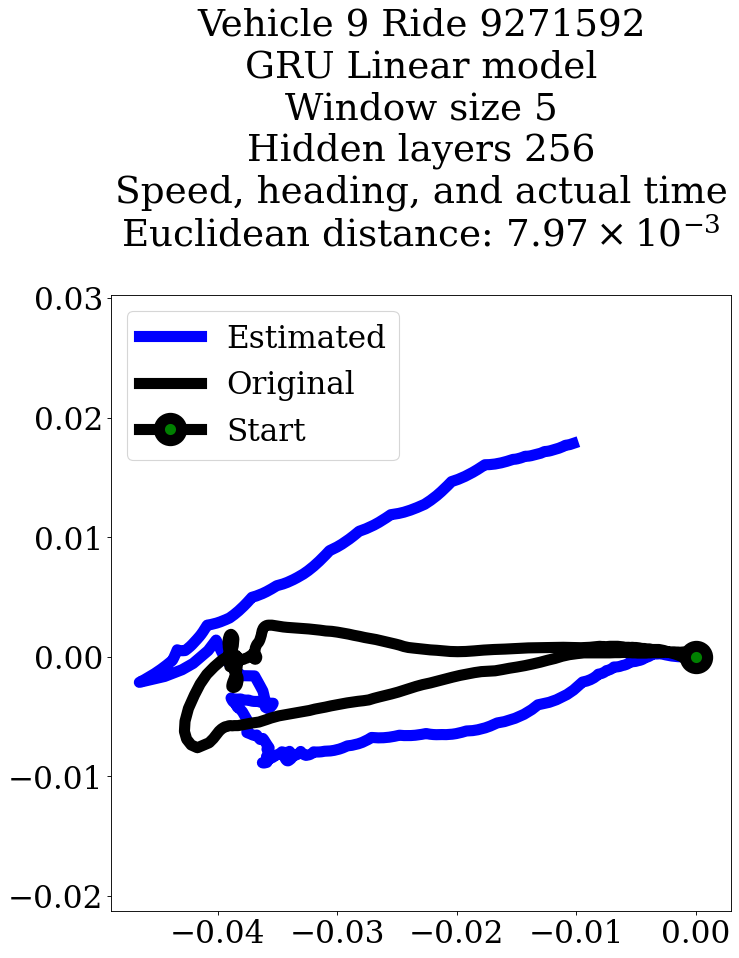 Vehicle 9 Ride 9271592
GRU Linear model
Window size 5
Hidden layers 256
Speed, heading, and actual time
Euclidean distance: 7.97 × 10⁻³
0.03
Estimated
Original
Start
0.02
0.01
0.00
−0.01
−0.02
−0.04 −0.03 −0.02 −0.01 0.00